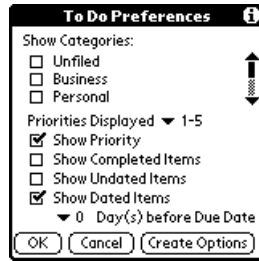 To Do Preferences i
Show Categories:
Unfiled
Business
Personal
Priorities Displayed 1-5
Show Priority
Show Completed Items
Show Undated Items
Show Dated Items
0 Day(s) before Due Date
OK Cancel Create Options